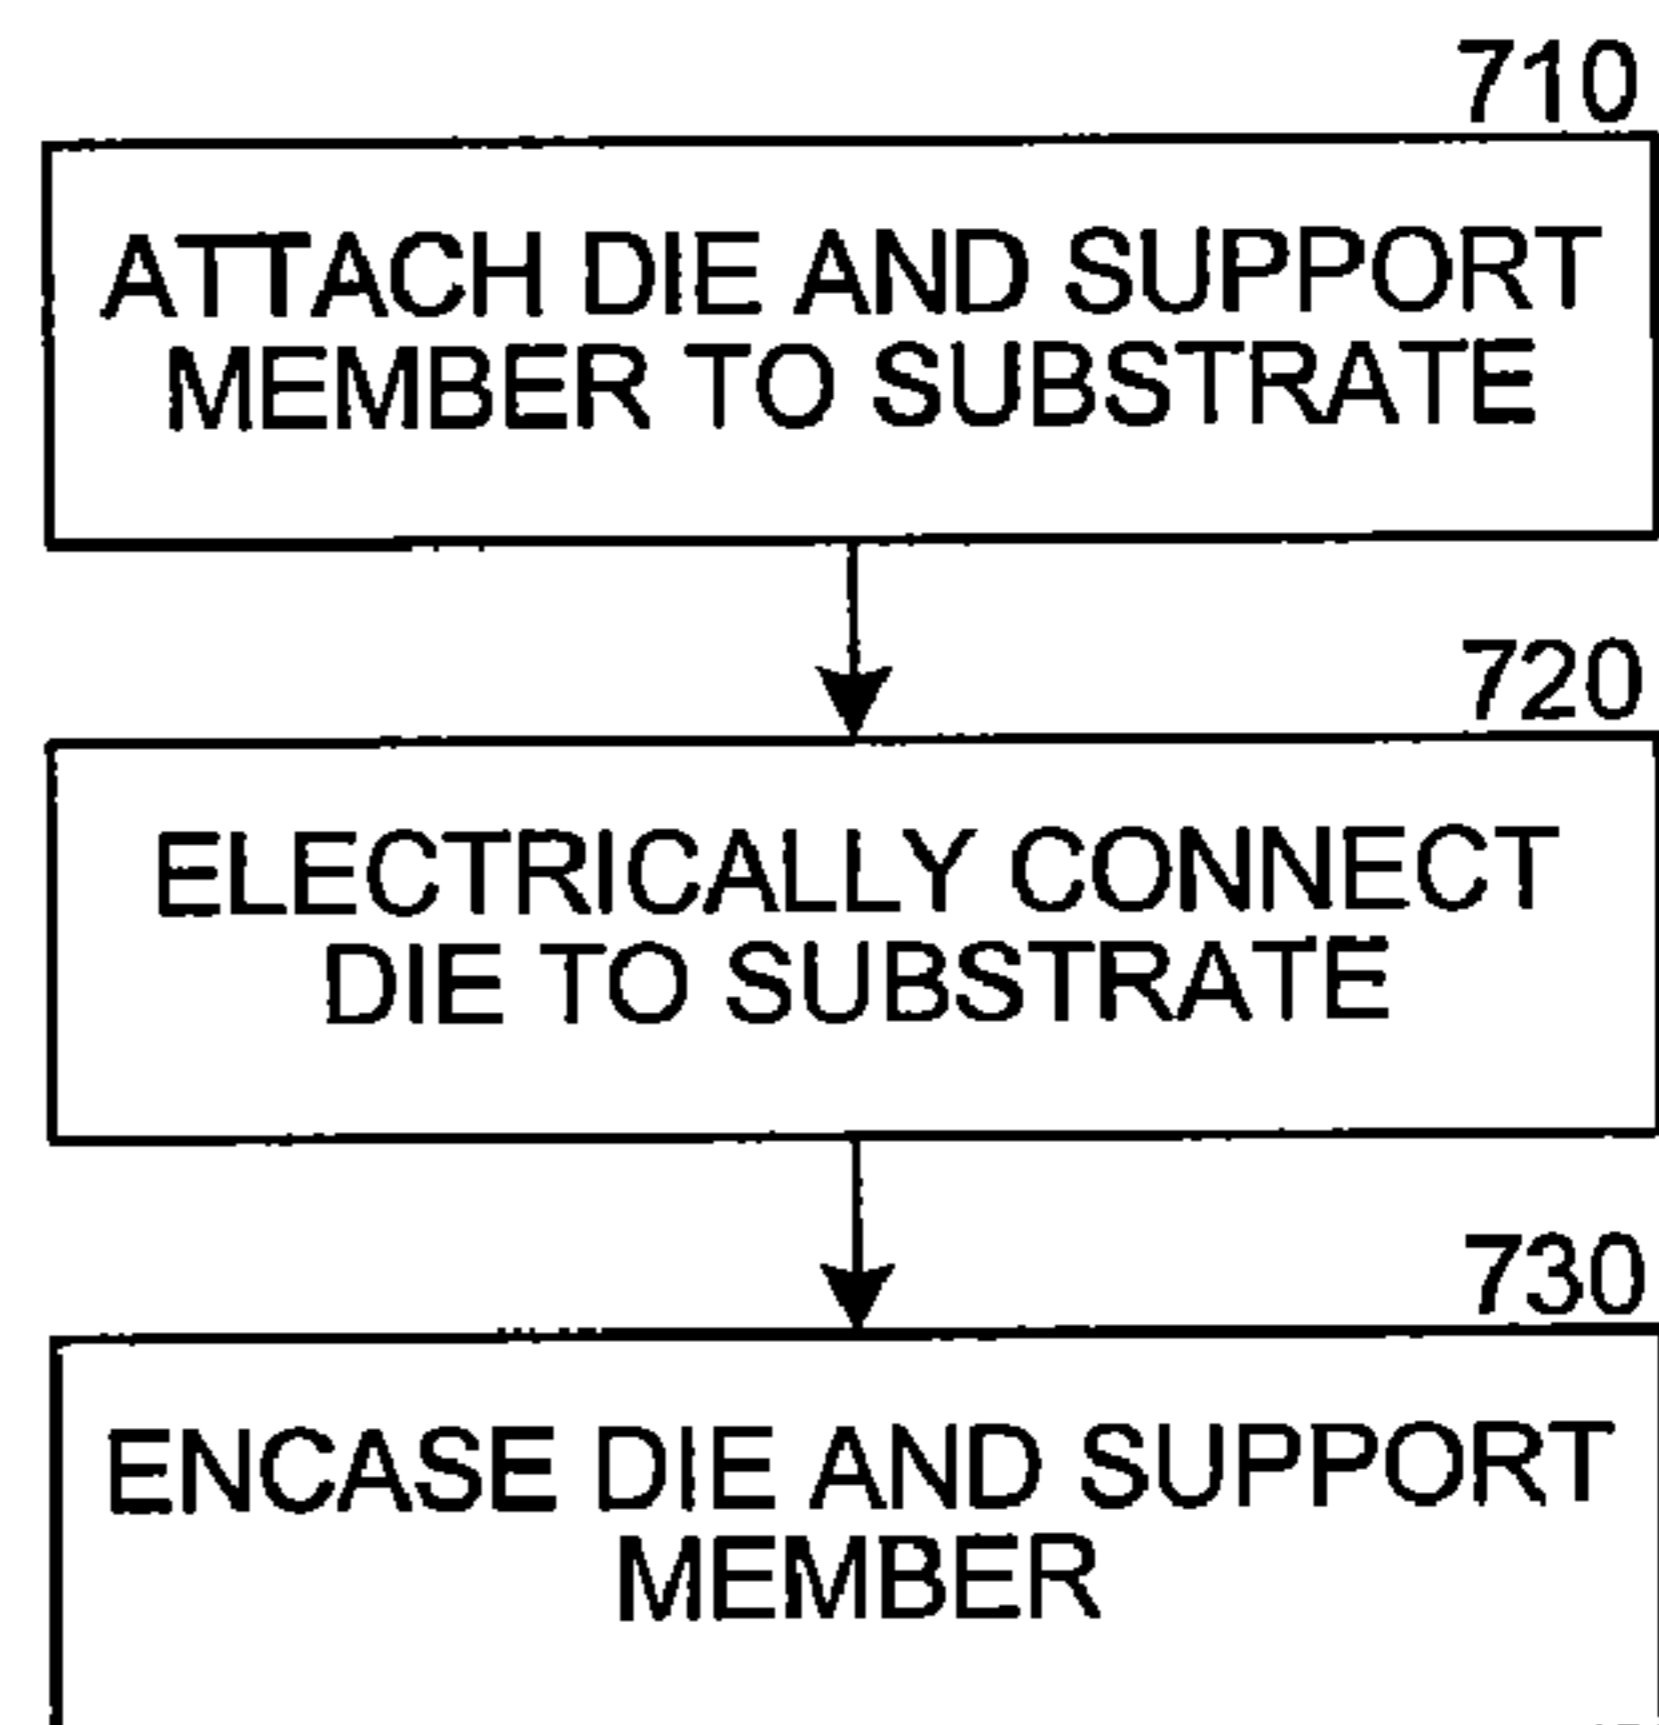 710
ATTACH DIE AND SUPPORT
MEMBER TO SUBSTRATE
720
ELECTRICALLY CONNECT
DIE TO SUBSTRATE
730
ENCASE DIE AND SUPPORT
MEMBER